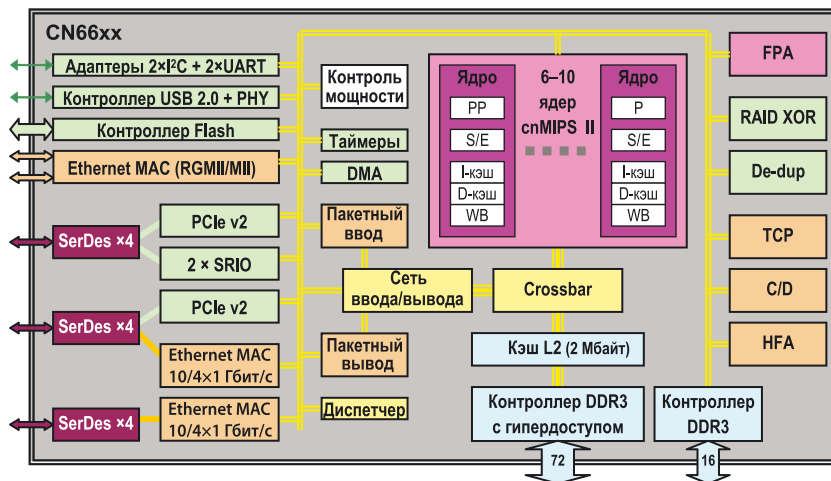 CN66xx
Адаптеры 2×I²C + 2×UART
Контроллер USB 2.0 + PHY
Контроллер Flash
Ethernet MAC (RGMII/MII)
SerDes ×4
PCIe v2
2 × SRIO
SerDes ×4
PCIe v2
Ethernet MAC
10/4×1 Гбит/с
SerDes ×4
Ethernet MAC
10/4×1 Гбит/с
Контроль
мощности
Таймеры
DMA
Пакетный
ввод
Сеть
ввода/вывода
Пакетный
вывод
Диспетчер
Ядро
PP
S/E
I-кэш
D-кэш
WB
6–10
ядер
cnMIPS II
Ядро
P
S/E
I-кэш
D-кэш
WB
Crossbar
Кэш L2 (2 Мбайт)
Контроллер DDR3
с гипердоступом
72
Контроллер
DDR3
16
FPA
RAID XOR
De-dup
TCP
C/D
HFA